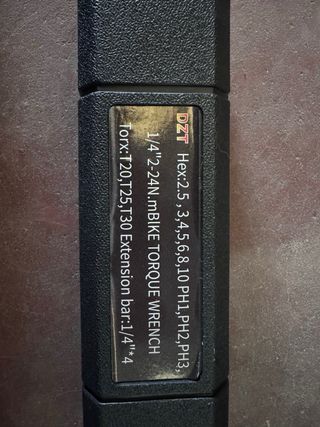 DZT Hex:2.5 , 3,4,5,6,8,10 PH1,PH2,PH3,
1/4"2-24N.mBIKE TORQUE WRENCH
Torx:T20,T25,T30 Extension bar:1/4"*4